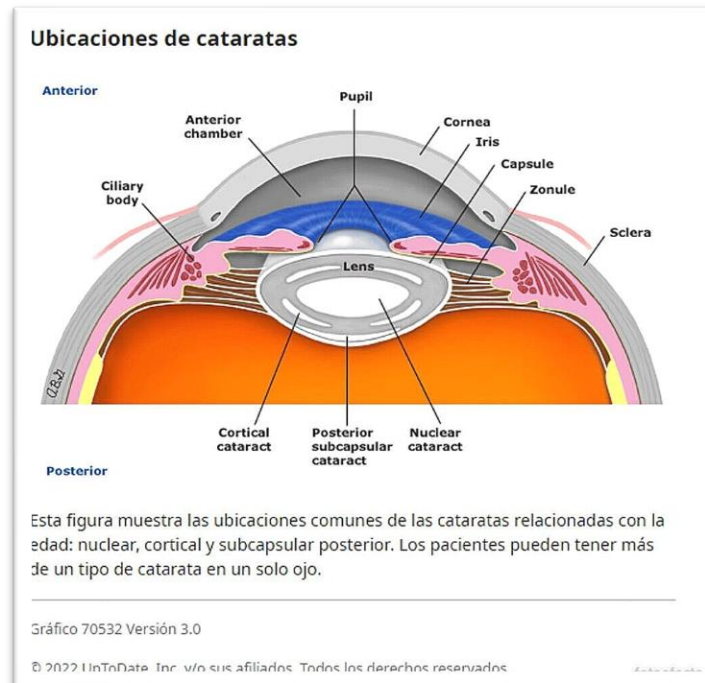 Ubicaciones de cataratas
Anterior
Pupil
Anterior
chamber
Cornea
Iris
Capsule
Zonule
Ciliary
body
Sclera
Lens
Cortical
cataract
Posterior
subcapsular
cataract
Nuclear
cataract
Posterior
Esta figura muestra las ubicaciones comunes de las cataratas relacionadas con la
edad: nuclear, cortical y subcapsular posterior. Los pacientes pueden tener más
de un tipo de catarata en un solo ojo.
Gráfico 70532 Versión 3.0
© 2022 UpToDate, Inc. y/o sus afiliados. Todos los derechos reservados.